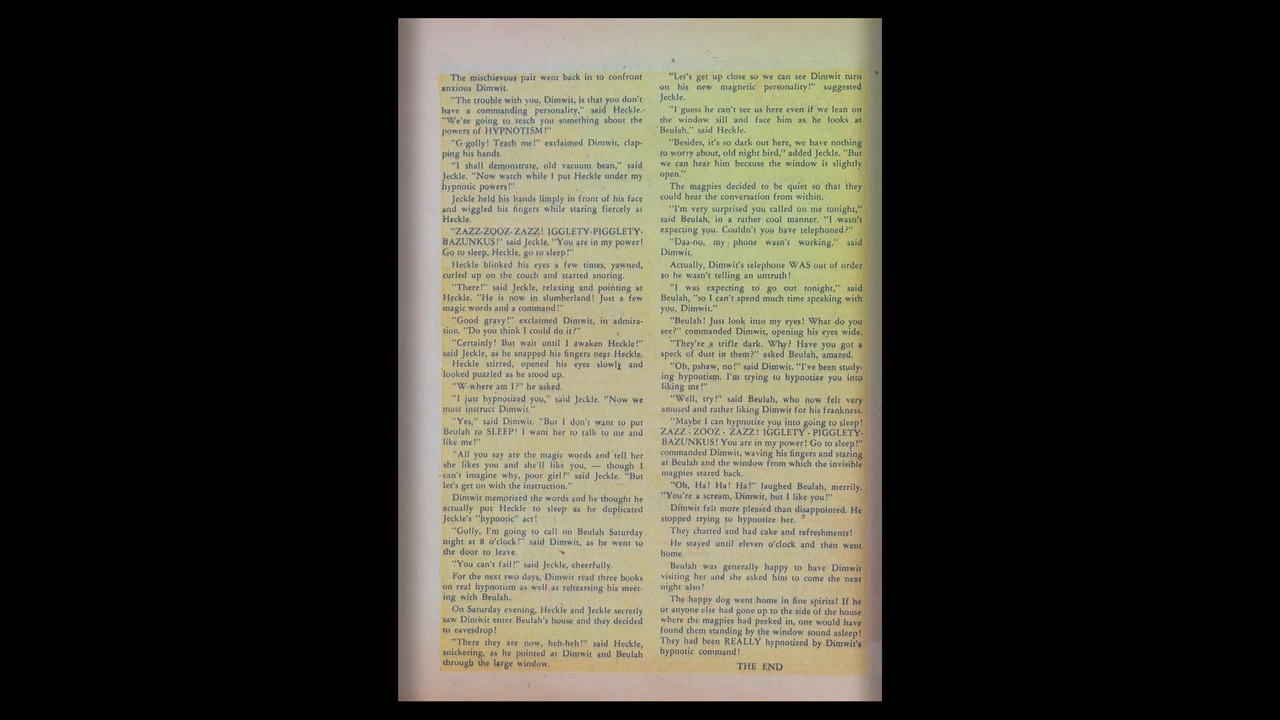 The mischievous pair went back in to confront
anxious Dimwit.
"The trouble with you, Dimwit, is that you don't
have a commanding personality," said Heckle.
"We're going to teach you something about the
powers of HYPNOTISM!"
"G-golly! Teach me!" exclaimed Dimwit, clap-
ping his hands.
"I shall demonstrate, old vacuum bean," said
Jeckle. "Now watch while I put Heckle under my
hypnotic powers!"
Jeckle held his hands limply in front of his face
and wiggled his fingers while staring fiercely at
Heckle.
"ZAZZ-ZOOZ-ZAZZ! IGGLETY-PIGGLETY-
BAZUNKUS!" said Jeckle. "You are in my power!
Go to sleep, Heckle, go to sleep!"
Heckle blinked his eyes a few times, yawned,
curled up on the couch and started snoring.
"There!" said Jeckle, relaxing and pointing at
Heckle. "He is now in slumberland! Just a few
magic words and a command!"
"Good gravy!" exclaimed Dimwit, in admira-
tion. "Do you think I could do it?"
"Certainly! But wait until I awaken Heckle!"
said Jeckle, as he snapped his fingers near Heckle.
Heckle stirred, opened his eyes slowly and
looked puzzled as he stood up.
"W-where am I?" he asked.
"I just hypnotized you," said Jeckle. "Now we
must instruct Dimwit."
"Yes," said Dimwit. "But I don't want to put
Beulah to SLEEP! I want her to talk to me and
like me!"
"All you say are the magic words and tell her
she likes you and she'll like you, — though I
can't imagine why, poor girl!" said Jeckle. "But
let's get on with the instruction."
Dimwit memorized the words and he thought he
actually put Heckle to sleep as he duplicated
Jeckle's "hypnotic" act!
"Golly, I'm going to call on Beulah Saturday
night at 8 o'clock!" said Dimwit, as he went to
the door to leave.
"You can't fail!" said Jeckle, cheerfully.
For the next two days, Dimwit read three books
on real hypnotism as well as rehearsing his meet-
ing with Beulah.
On Saturday evening, Heckle and Jeckle secretly
saw Dimwit enter Beulah's house and they decided
to eavesdrop!
"There they are now, heh-heh!" said Heckle,
snickering, as he pointed at Dimwit and Beulah
through the large window.
"Let's get up close so we can see Dimwit turn
on his new magnetic personality!" suggested
Jeckle.
"I guess he can't see us here even if we lean on
the window sill and face him as he looks at
Beulah," said Heckle.
"Besides, it's so dark out here, we have nothing
to worry about, old night bird," added Jeckle. "But
we can hear him because the window is slightly
open."
The magpies decided to be quiet so that they
could hear the conversation from within.
"I'm very surprised you called on me tonight,"
said Beulah, in a rather cool manner. "I wasn't
expecting you. Couldn't you have telephoned?"
"Daa-no, my phone wasn't working," said
Dimwit.
Actually, Dimwit's telephone WAS out of order
so he wasn't telling an untruth!
"I was expecting to go out tonight," said
Beulah, "so I can't spend much time speaking with
you, Dimwit."
"Beulah! Just look into my eyes! What do you
see?" commanded Dimwit, opening his eyes wide.
"They're a trifle dark. Why? Have you got a
speck of dust in them?" asked Beulah, amazed.
"Oh, pshaw, no!" said Dimwit. "I've been study-
ing hypnotism. I'm trying to hypnotize you into
liking me!"
"Well, try!" said Beulah, who now felt very
amused and rather liking Dimwit for his frankness.
"Maybe I can hypnotize you into going to sleep!
ZAZZ - ZOOZ - ZAZZ! IGGLETY - PIGGLETY-
BAZUNKUS! You are in my power! Go to sleep!"
commanded Dimwit, waving his fingers and staring
at Beulah and the window from which the invisible
magpies stared back.
"Oh, Ha! Ha! Ha!" laughed Beulah, merrily.
"You're a scream, Dimwit, but I like you!"
Dimwit felt more pleased than disappointed. He
stopped trying to hypnotize her.
They chatted and had cake and refreshments!
He stayed until eleven o'clock and then went
home.
Beulah was generally happy to have Dimwit
visiting her and she asked him to come the next
night also!
The happy dog went home in fine spirits! If he
or anyone else had gone up to the side of the house
where the magpies had peeked in, one would have
found them standing by the window sound asleep!
They had been REALLY hypnotized by Dimwit's
hypnotic command!
THE END